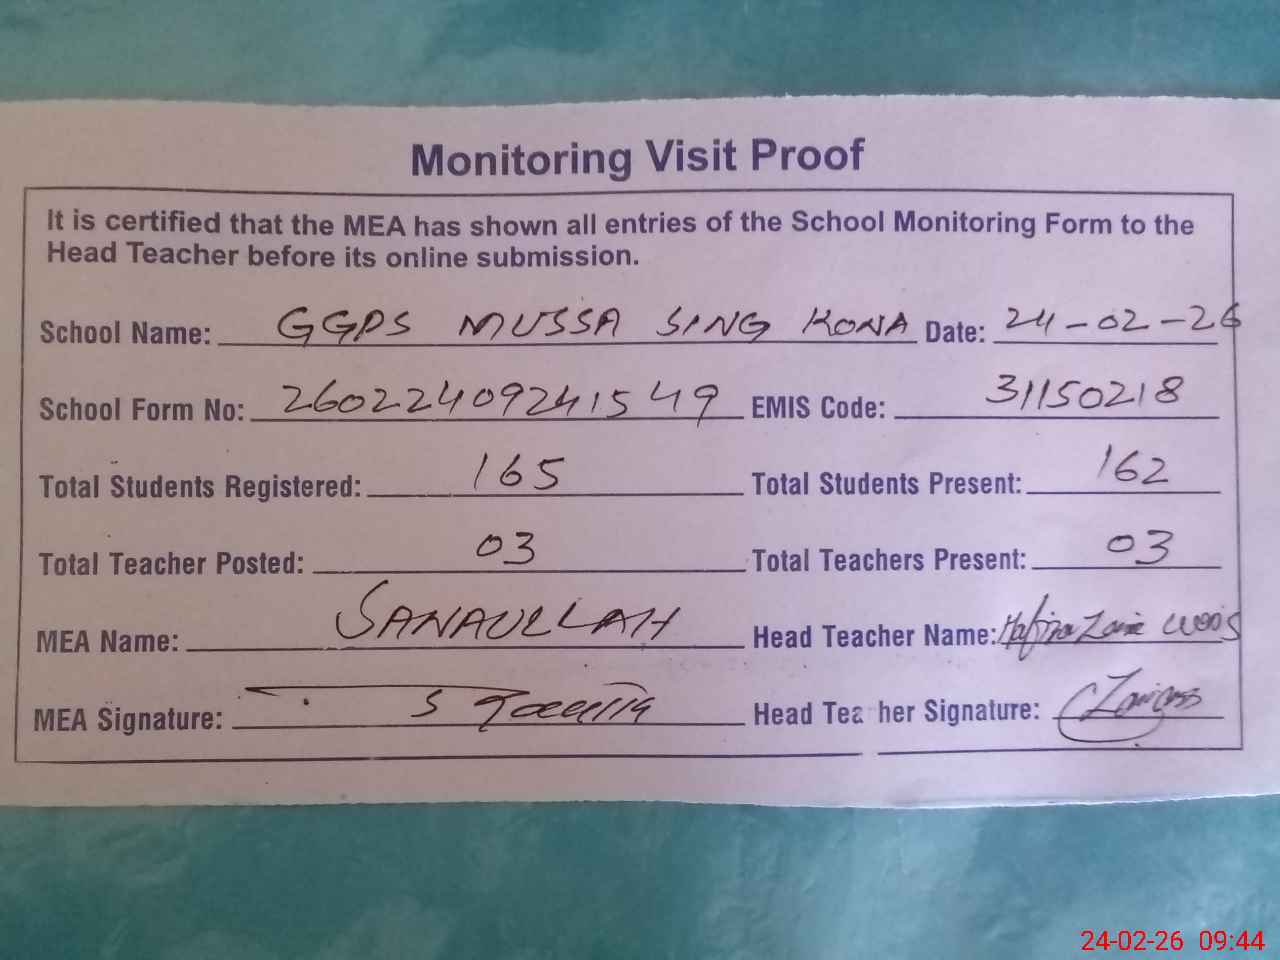 Monitoring Visit Proof
It is certified that the MEA has shown all entries of the School Monitoring Form to the
Head Teacher before its online submission.
School Name: GGPS MUSSA SING KONA Date: 24-02-26
School Form No: 26022409241549 EMIS Code: 31150218
Total Students Registered: 165 Total Students Present: 162
Total Teacher Posted: 03 Total Teachers Present: 03
MEA Name: SANAULLAH Head Teacher Name: Hafiza
MEA Signature: Head Teacher Signature:
24-02-26 09:44